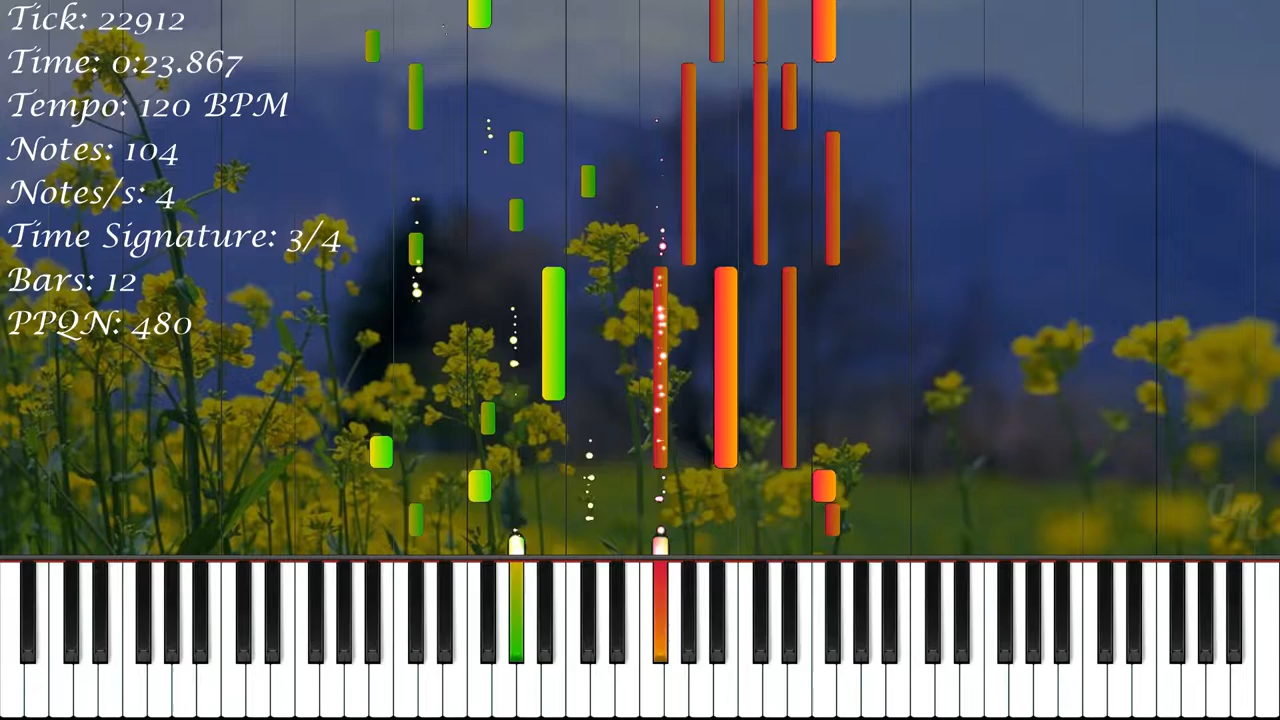 Tick: 22912
Time: 0:23.867
Tempo: 120 BPM
Notes: 104
Notes/s: 4
Time Signature: 3/4
Bars: 12
PPQN: 480